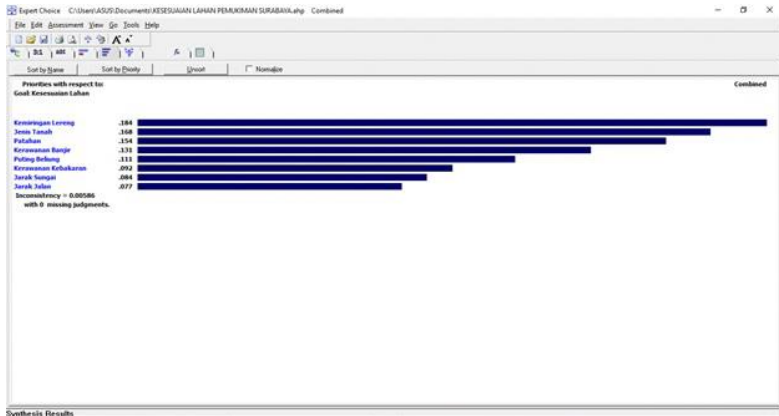 Expert Choice C:\Users\ASUS\Documents\KESESUAIAN LAHAN PEMUKIMAN SURABAYA.ahp Combined
File Edit Assessment View Go Tools Help
3:1 ABC
Sort by Name Sort by Priority Unsort Normalize
Priorities with respect to: Combined
Goal: Kesesuaian Lahan
Kemiringan Lereng .184
Jenis Tanah .168
Patahan .154
Kerawanan Banjir .131
Puting Beliung .111
Kerawanan Kebakaran .092
Jarak Sungai .084
Jarak Jalan .077
Inconsistency = 0.00586
with 0 missing judgments.
Synthesis Results